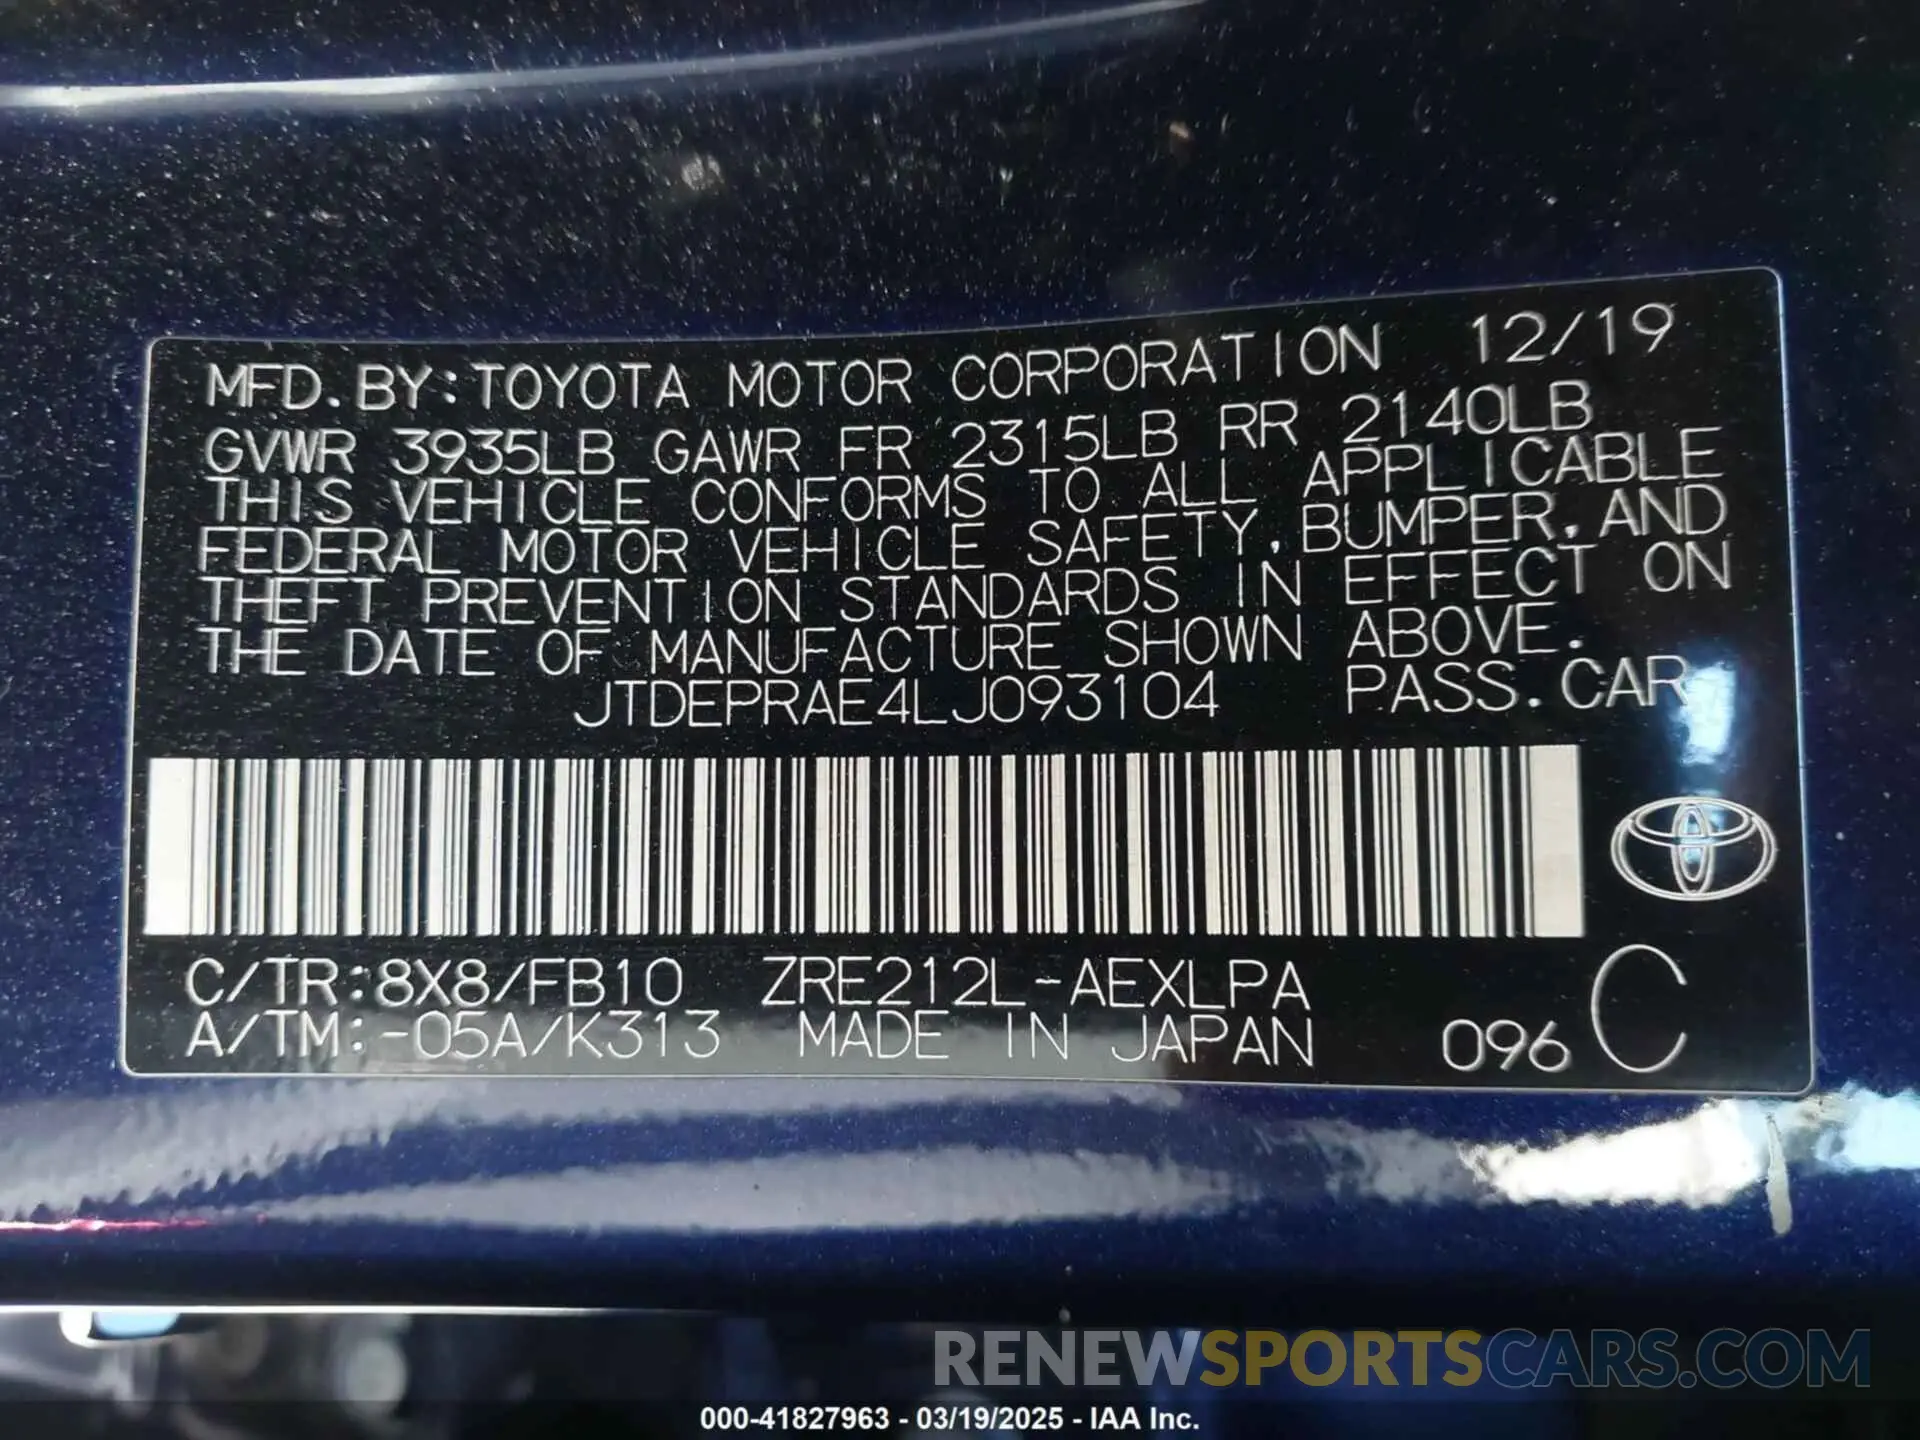 MFD. BY: TOYOTA MOTOR CORPORATION 12/19
GVWR 3935LB GAWR FR 2315LB RR 2140LB
THIS VEHICLE CONFORMS TO ALL APPLICABLE
FEDERAL MOTOR VEHICLE SAFETY, BUMPER, AND
THEFT PREVENTION STANDARDS IN EFFECT ON
THE DATE OF MANUFACTURE SHOWN ABOVE.
JTDEPRAE4LJ093104 PASS. CAR
C/TR:8X8/FB10 ZRE212L-AEXLPA
A/TM:-05A/K313 MADE IN JAPAN 096 C
RENEWSPORTSCARS.COM
000-41827963 - 03/19/2025 - IAA Inc.